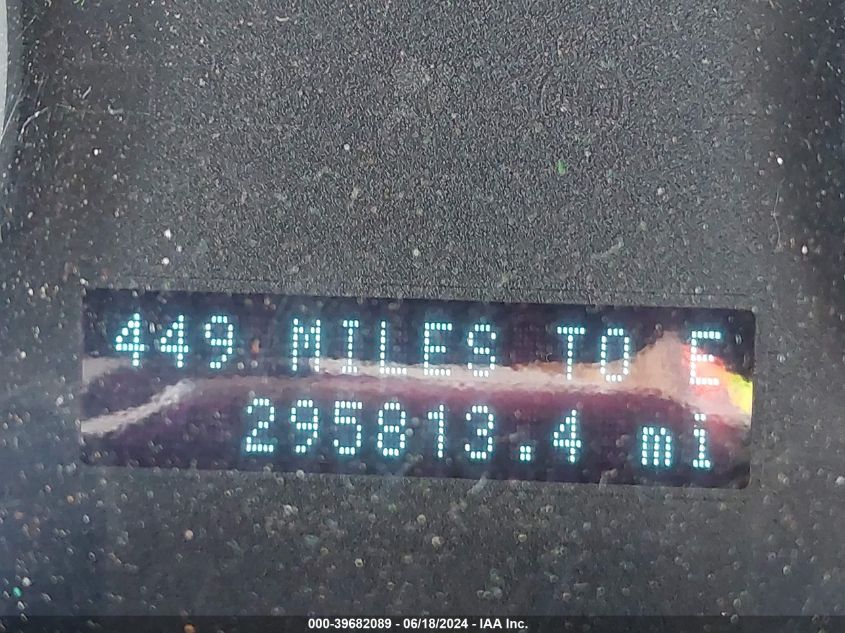 449 MILES TO E
295813.4 mi
000-39682089 - 06/18/2024 - IAA Inc.